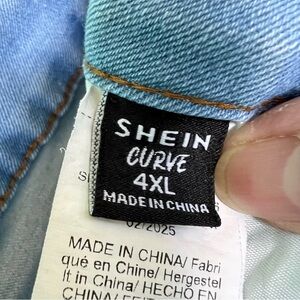 SHEIN
CURVE
4XL
MADE IN CHINA
02/2025
MADE IN CHINA/ Fabri
qué en Chine/ Hergestel
lt in China/ HECHO EN
CHINA/